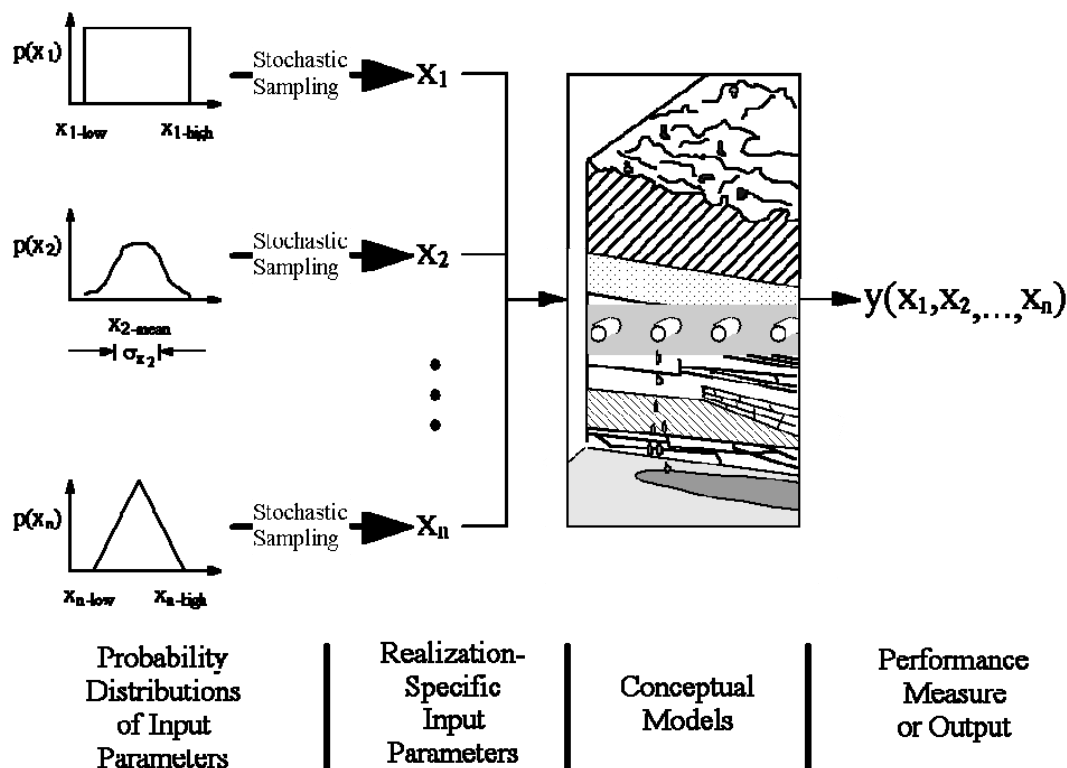 p(x₁)
x₁-low
x₁-high
Stochastic
Sampling
x₁
p(x₂)
x₂-mean
σx₂
Stochastic
Sampling
x₂
p(xₙ)
xₙ-low
xₙ-high
Stochastic
Sampling
xₙ
y(x₁,x₂,...,xₙ)
Probability
Distributions
of Input
Parameters
Realization-
Specific
Input
Parameters
Conceptual
Models
Performance
Measure
or Output